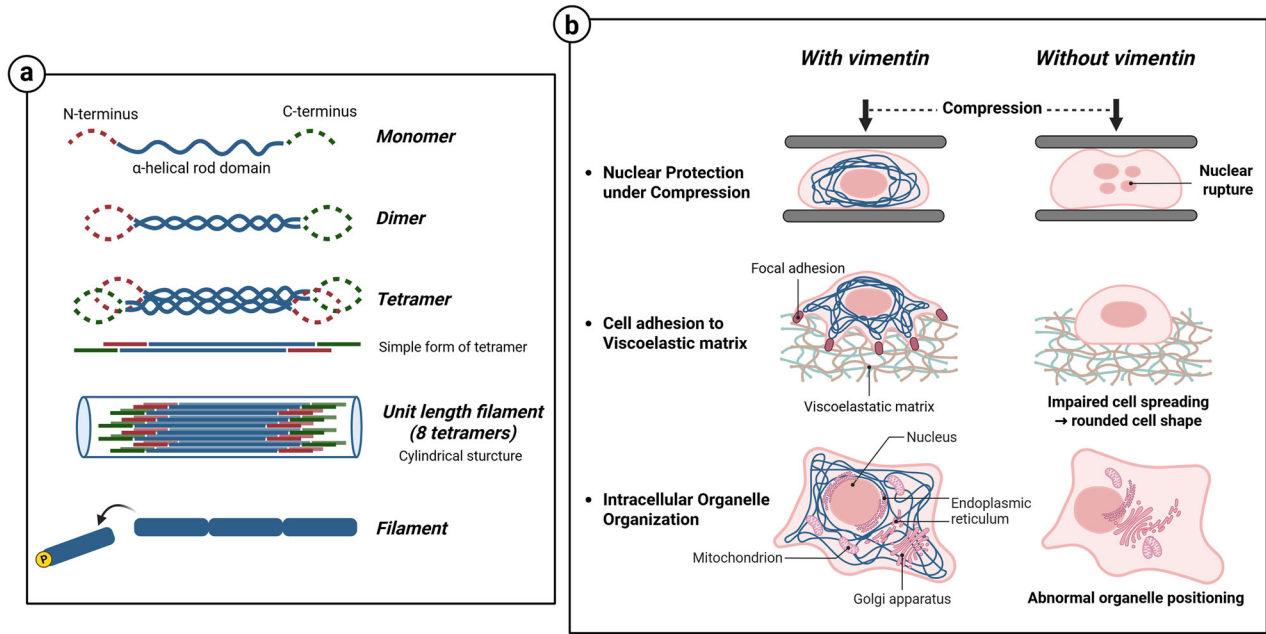 a
N-terminus
C-terminus
Monomer
α-helical rod domain
Dimer
Tetramer
Simple form of tetramer
Unit length filament
(8 tetramers)
Cylindrical sturcture
Filament
P
b
With vimentin
Without vimentin
Compression
• Nuclear Protection
under Compression
Nuclear
rupture
Focal adhesion
• Cell adhesion to
Viscoelastic matrix
Viscoelastatic matrix
Impaired cell spreading
→ rounded cell shape
Nucleus
• Intracellular Organelle
Organization
Endoplasmic
reticulum
Mitochondrion
Golgi apparatus
Abnormal organelle positioning